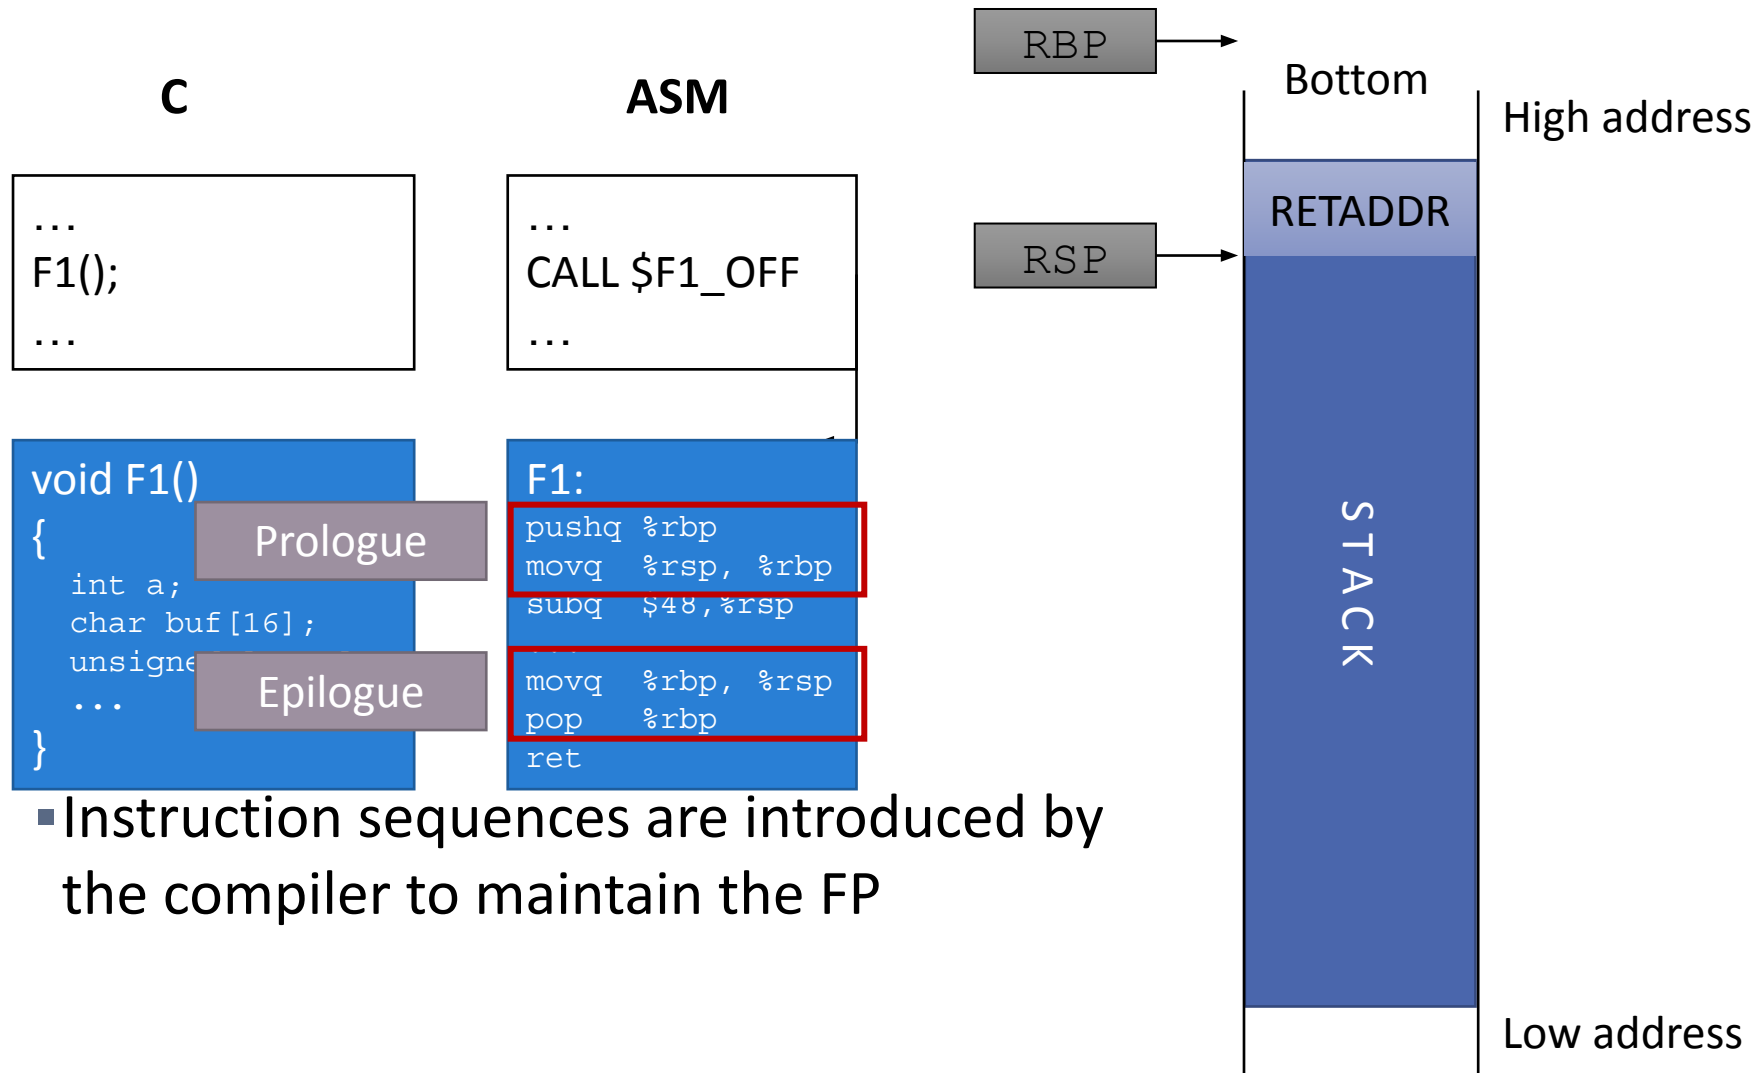 C
ASM
RBP
Bottom
High address
...
F1();
...
...
CALL $F1_OFF
...
RETADDR
RSP
void F1()
{
int a;
char buf[16];
unsigne
...
}
Prologue
Epilogue
F1:
pushq %rbp
movq %rsp, %rbp
subq $48,%rsp
...
movq %rbp, %rsp
pop %rbp
ret
STACK
Instruction sequences are introduced by
the compiler to maintain the FP
Low address